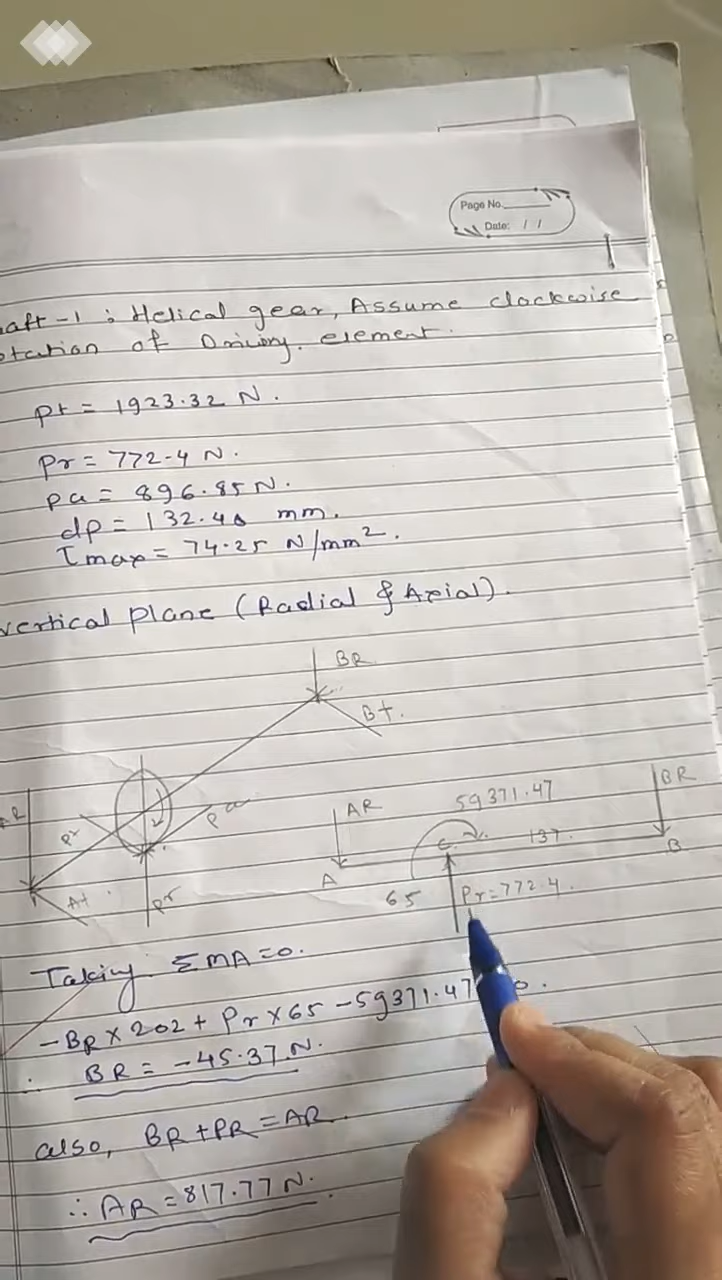 Page No.
Date: / /
aft-1 : Helical gear, Assume clockwise
otation of element.
Pt = 1923.32 N.
Pr = 772.4 N.
Pa = 896.85 N.
dp = 132.40 mm.
τmax = 74.25 N/mm².
vertical plane (Radial & Axial).
BR
Bt.
AR 59371.47 BR
Pr Pa
C 137.
A B
At 65 Pr=772.4.
Pr
Taking ΣMA=0.
-BR×202 + Pr×65 -59371.47 0.
∴ BR = -45.37 N.
also, BR+PR = AR.
∴ AR = 817.77 N.